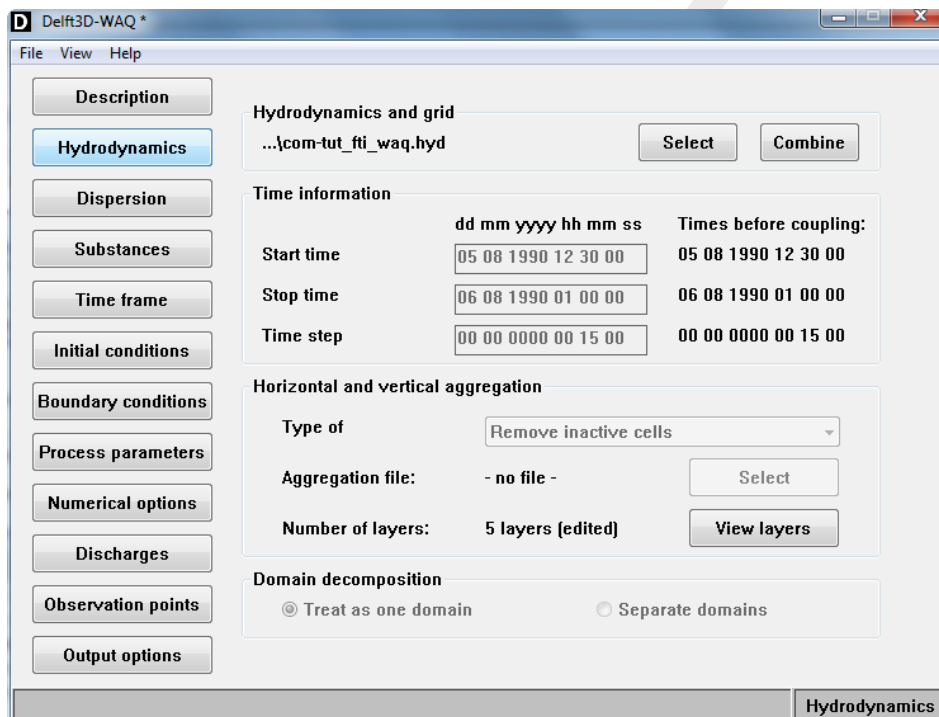 D Delft3D-WAQ *
File View Help
Description
Hydrodynamics
Dispersion
Substances
Time frame
Initial conditions
Boundary conditions
Process parameters
Numerical options
Discharges
Observation points
Output options
Hydrodynamics and grid
...\com-tut_fti_waq.hyd Select Combine
Time information
dd mm yyyy hh mm ss Times before coupling:
Start time 05 08 1990 12 30 00 05 08 1990 12 30 00
Stop time 06 08 1990 01 00 00 06 08 1990 01 00 00
Time step 00 00 0000 00 15 00 00 00 0000 00 15 00
Horizontal and vertical aggregation
Type of Remove inactive cells
Aggregation file: - no file - Select
Number of layers: 5 layers (edited) View layers
Domain decomposition
Treat as one domain Separate domains
Hydrodynamics